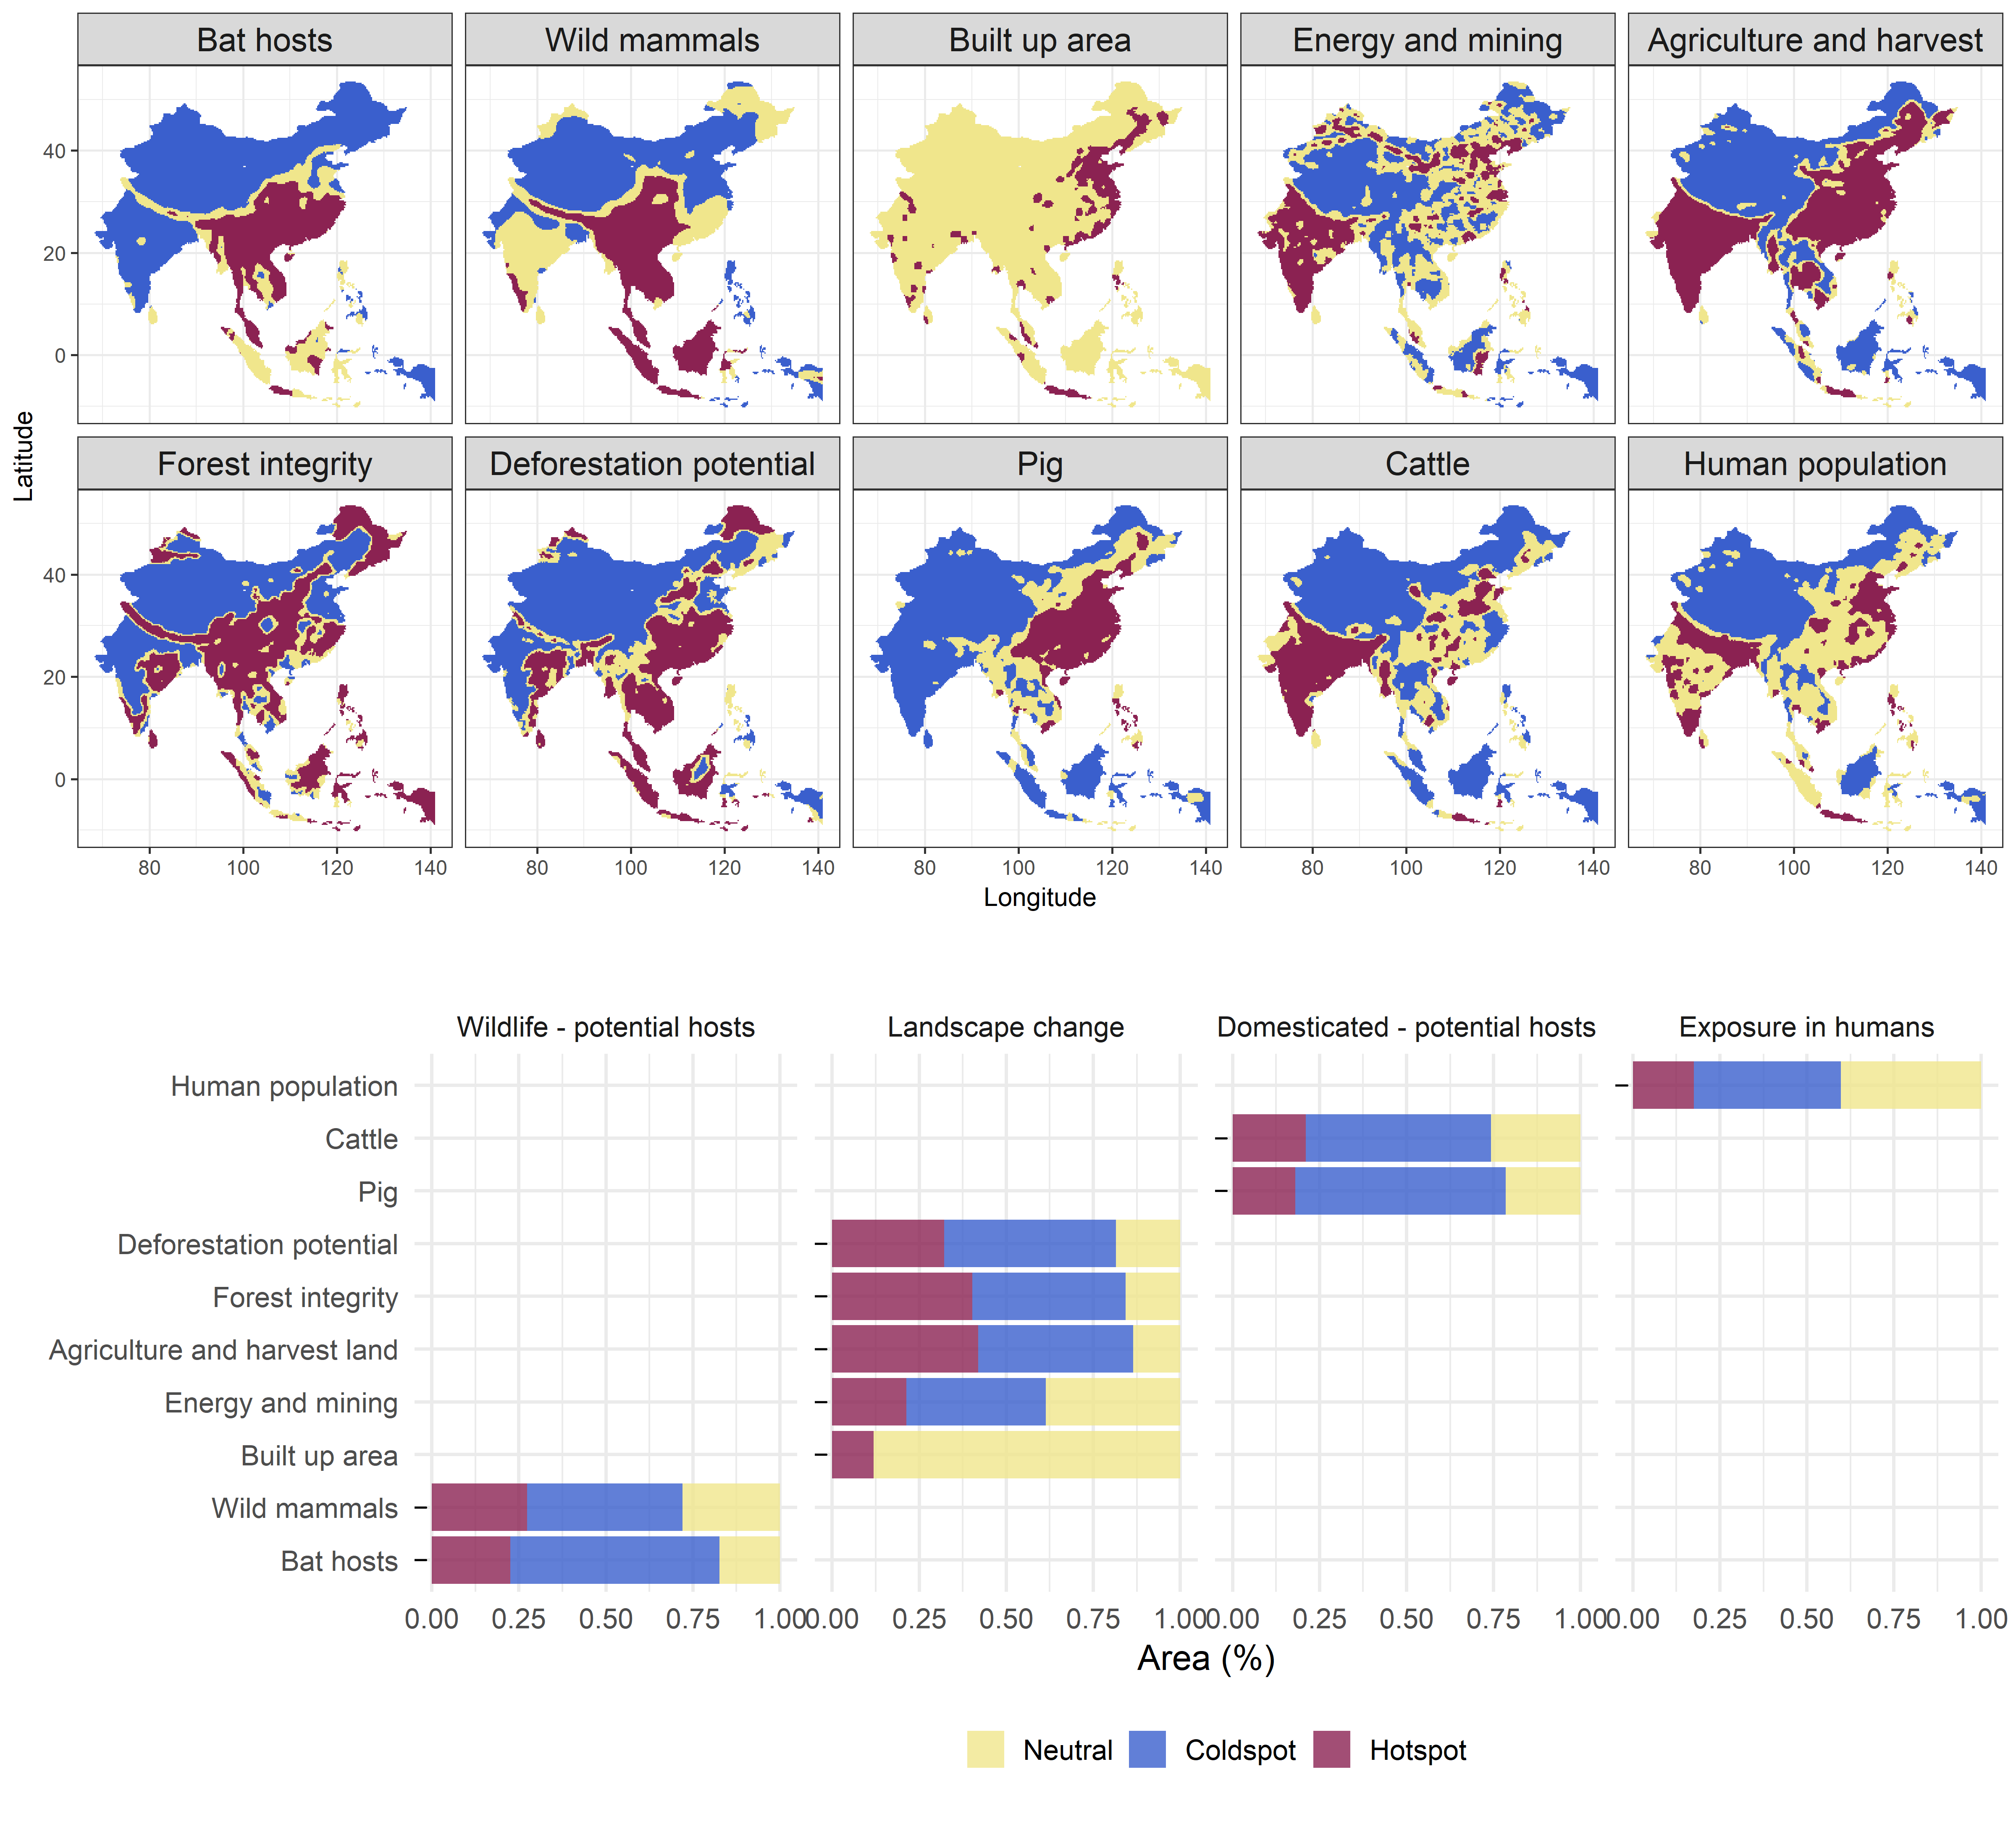 Bat hosts
Wild mammals
Built up area
Energy and mining
Agriculture and harvest
40
20
0
Latitude
Forest integrity
Deforestation potential
Pig
Cattle
Human population
40
20
0
80 100 120 140
80 100 120 140
80 100 120 140
80 100 120 140
80 100 120 140
Longitude
Wildlife - potential hosts
Landscape change
Domesticated - potential hosts
Exposure in humans
Human population
Cattle
Pig
Deforestation potential
Forest integrity
Agriculture and harvest land
Energy and mining
Built up area
Wild mammals
Bat hosts
0.00 0.25 0.50 0.75 1.00
0.00 0.25 0.50 0.75 1.00
0.00 0.25 0.50 0.75 1.00
0.00 0.25 0.50 0.75 1.00
Area (%)
Neutral
Coldspot
Hotspot